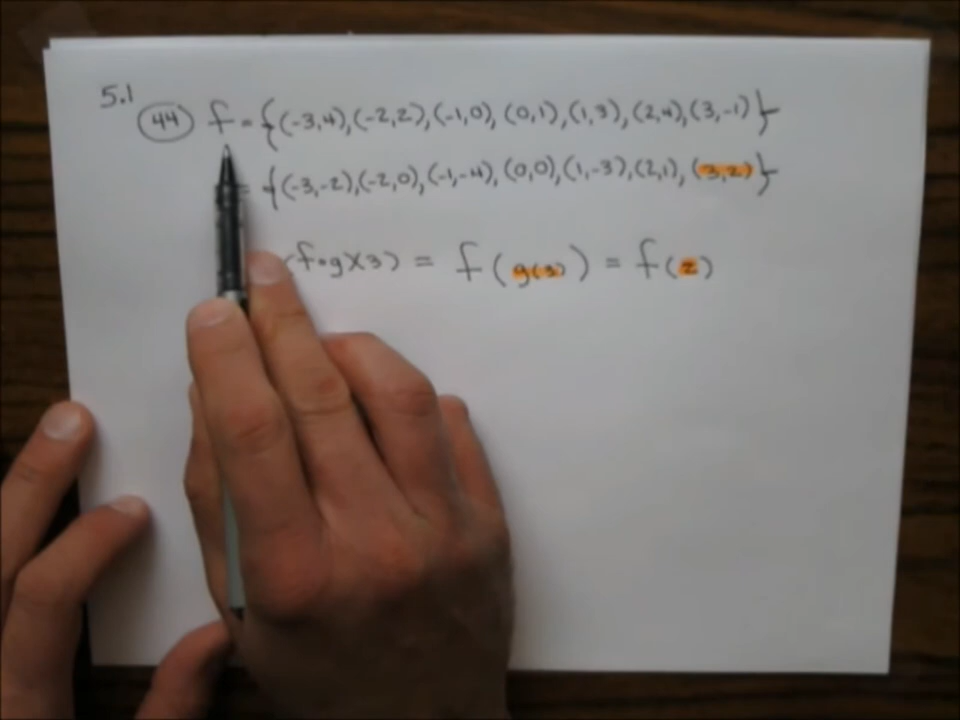 5.1
44 f = {(-3,4),(-2,2),(-1,0),(0,1),(1,3),(2,4),(3,-1)}
= {(-3,-2),(-2,0),(-1,-4),(0,0),(1,-3),(2,1),(3,2)}
(f∘g)(3) = f(g(3)) = f(2)